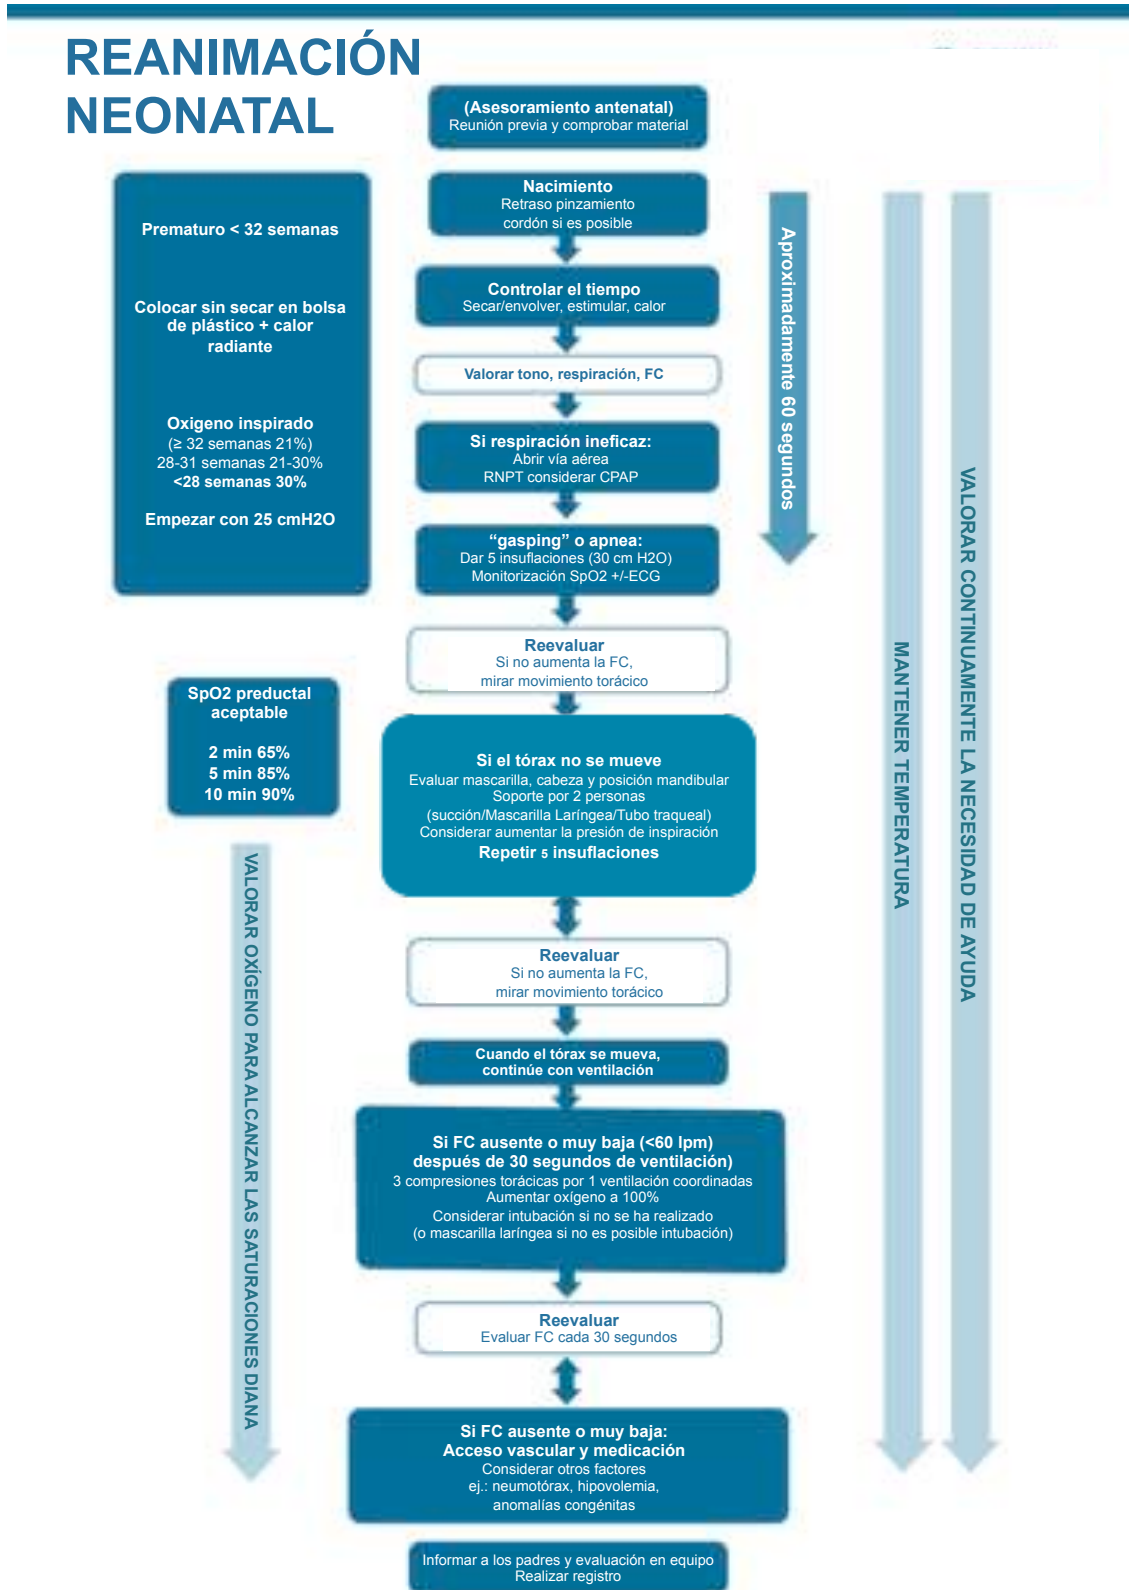 REANIMACIÓN
NEONATAL
(Asesoramiento antenatal)
Reunión previa y comprobar material
Nacimiento
Retraso pinzamiento
cordón si es posible
Controlar el tiempo
Secar/envolver, estimular, calor
Valorar tono, respiración, FC
Si respiración ineficaz:
Abrir vía aérea
RNPT considerar CPAP
“gasping” o apnea:
Dar 5 insuflaciones (30 cm H2O)
Monitorización SpO2 +/-ECG
Reevaluar
Si no aumenta la FC,
mirar movimiento torácico
Si el tórax no se mueve
Evaluar mascarilla, cabeza y posición mandibular
Soporte por 2 personas
(succión/Mascarilla Laríngea/Tubo traqueal)
Considerar aumentar la presión de inspiración
Repetir 5 insuflaciones
Reevaluar
Si no aumenta la FC,
mirar movimiento torácico
Cuando el tórax se mueva,
continúe con ventilación
Si FC ausente o muy baja (<60 lpm)
después de 30 segundos de ventilación)
3 compresiones torácicas por 1 ventilación coordinadas
Aumentar oxígeno a 100%
Considerar intubación si no se ha realizado
(o mascarilla laríngea si no es posible intubación)
Reevaluar
Evaluar FC cada 30 segundos
Si FC ausente o muy baja:
Acceso vascular y medicación
Considerar otros factores
ej.: neumotórax, hipovolemia,
anomalías congénitas
Informar a los padres y evaluación en equipo
Realizar registro
Prematuro < 32 semanas
Colocar sin secar en bolsa
de plástico + calor
radiante
Oxigeno inspirado
(≥ 32 semanas 21%)
28-31 semanas 21-30%
<28 semanas 30%
Empezar con 25 cmH2O
SpO2 preductal
aceptable
2 min 65%
5 min 85%
10 min 90%
VALORAR OXÍGENO PARA ALCANZAR LAS SATURACIONES DIANA
Aproximadamente 60 segundos
MANTENER TEMPERATURA
VALORAR CONTINUAMENTE LA NECESIDAD DE AYUDA